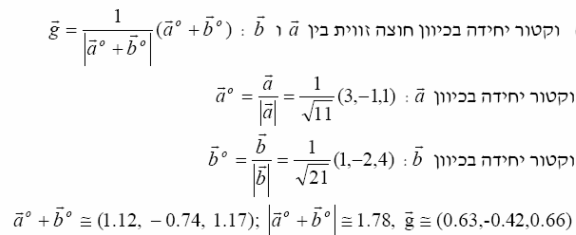 וקטור יחידה בכיוון חוצה זווית בין a⃗ ו b⃗ : g⃗ = 1/|a⃗° + b⃗°| (a⃗° + b⃗°)
וקטור יחידה בכיוון a⃗ : a⃗° = a⃗/|a⃗| = 1/√11 (3,-1,1)
וקטור יחידה בכיוון b⃗ : b⃗° = b⃗/|b⃗| = 1/√21 (1,-2,4)
a⃗° + b⃗° ≅ (1.12, − 0.74, 1.17); |a⃗° + b⃗°| ≅ 1.78, g⃗ ≅ (0.63,-0.42,0.66)